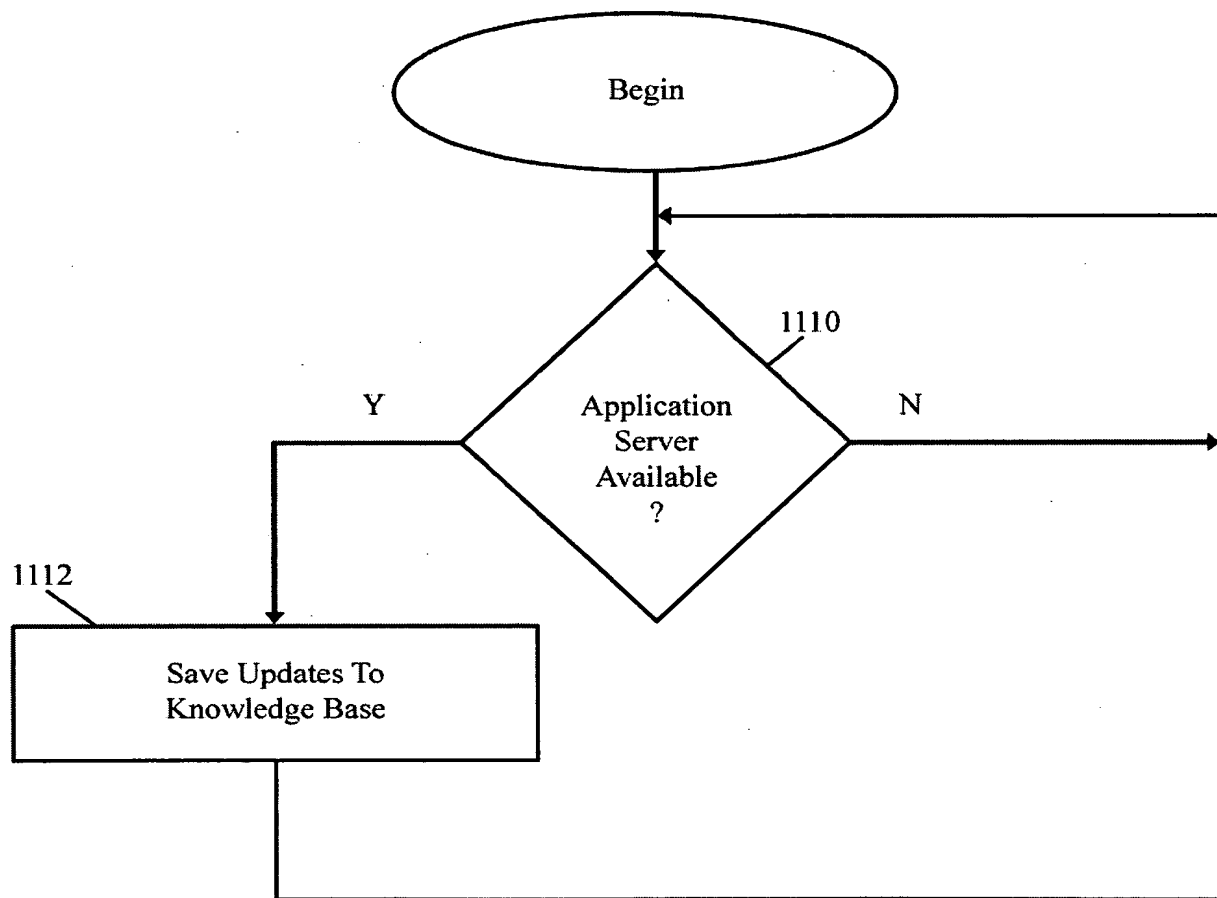 Begin
1110
Y
N
Application
Server
Available
?
1112
Save Updates To
Knowledge Base